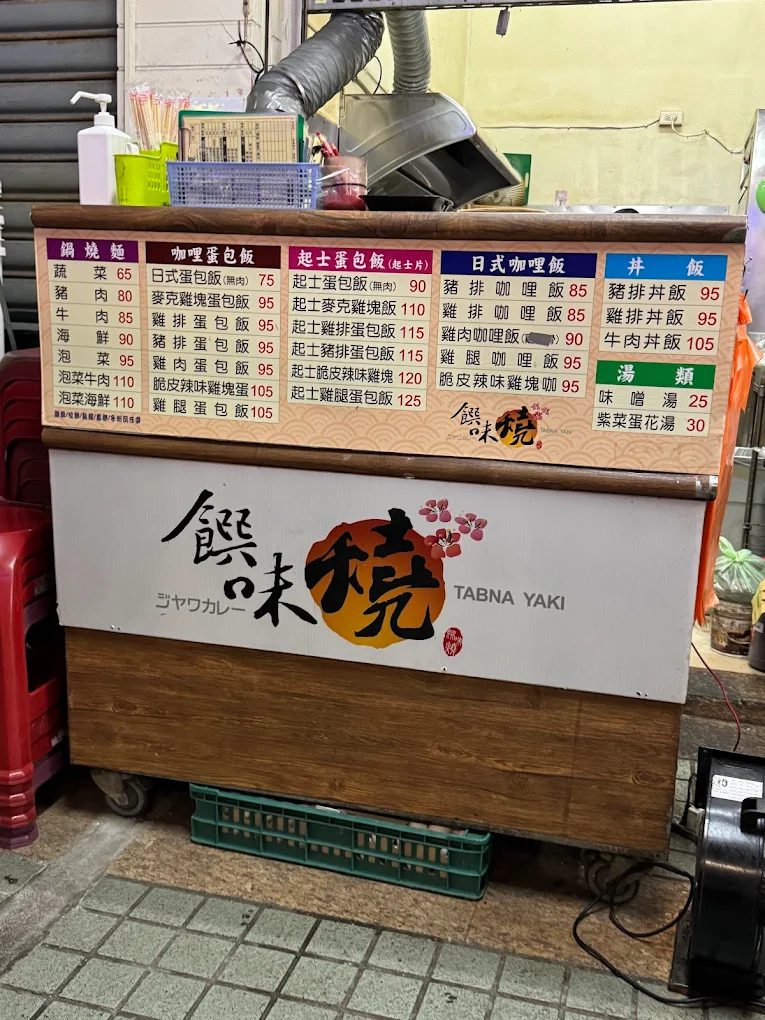 鍋燒麵
蔬菜 65
豬肉 80
牛肉 85
海鮮 90
泡菜 95
泡菜牛肉 110
泡菜海鮮 110
咖哩蛋包飯
日式蛋包飯(無肉) 75
麥克雞塊蛋包飯 95
雞排蛋包飯 95
豬排蛋包飯 95
雞肉蛋包飯 95
脆皮辣味雞塊蛋 105
雞腿蛋包飯 105
起士蛋包飯(起士片)
起士蛋包飯(無肉) 90
起士麥克雞塊飯 110
起士雞排蛋包飯 115
起士豬排蛋包飯 115
起士脆皮辣味雞塊 120
起士雞腿蛋包飯 125
日式咖哩飯
豬排咖哩飯 85
雞排咖哩飯 85
雞肉咖哩飯 90
雞腿咖哩飯 95
脆皮辣味雞塊咖 95
饌味燒
ジャワカレー
TABNA YAKI
丼飯
豬排丼飯 95
雞排丼飯 95
牛肉丼飯 105
湯類
味噌湯 25
紫菜蛋花湯 30
饌味燒
ジヤワカレー
TABNA YAKI